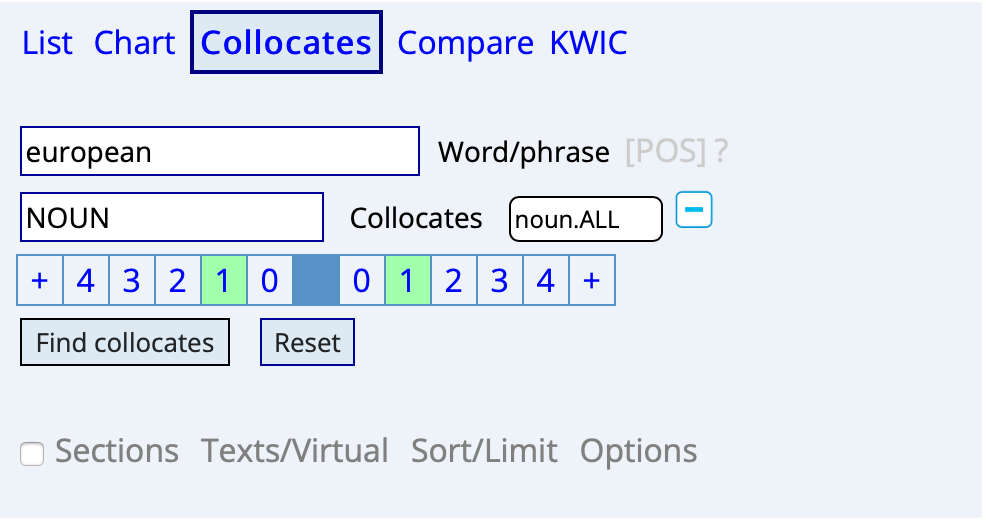 List Chart Collocates Compare KWIC
european Word/phrase [POS] ?
NOUN Collocates noun.ALL
+ 4 3 2 1 0 0 1 2 3 4 +
Find collocates Reset
Sections Texts/Virtual Sort/Limit Options